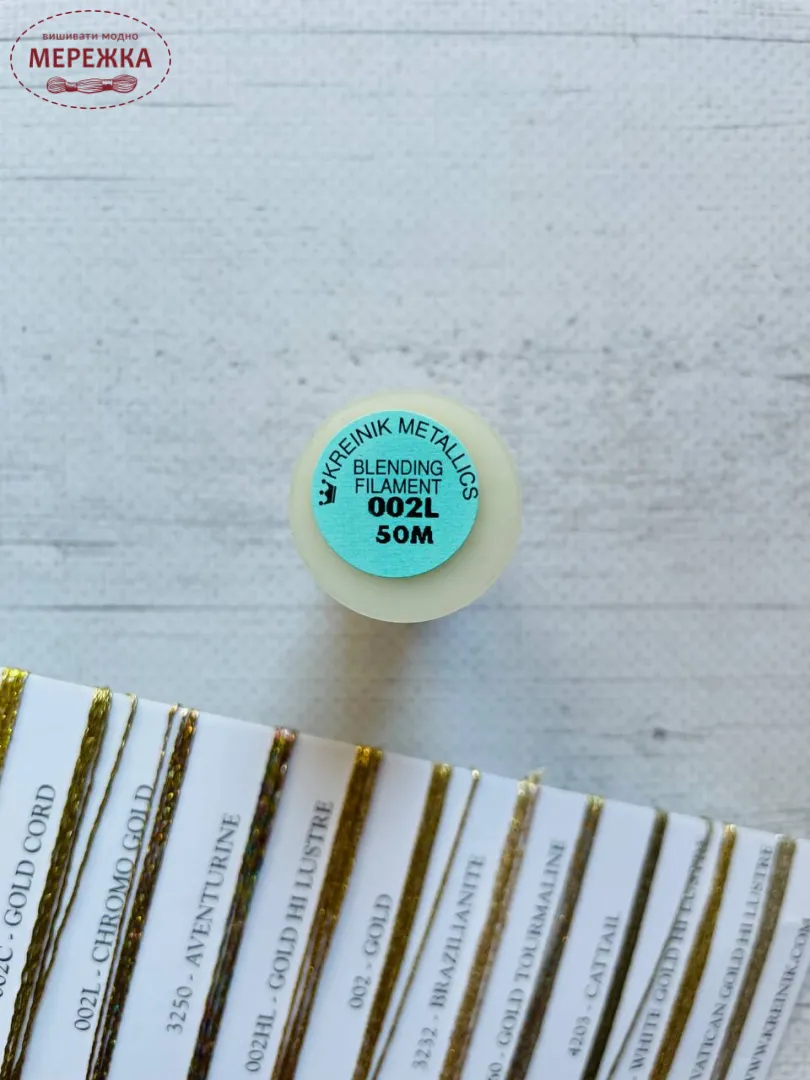 вишивати модно
МЕРЕЖКА
KREINIK METALLICS
BLENDING
FILAMENT
002L
50M
002C - GOLD CORD
002L - CHROMO GOLD
3250 - AVENTURINE
002HL - GOLD HI LUSTRE
002 - GOLD
3232 - BRAZILIANITE
GOLD TOURMALINE
4203 - CATTAIL
WHITE GOLD HI LUSTRE
VATICAN GOLD HI LUSTRE
WWW.KREINIK.COM